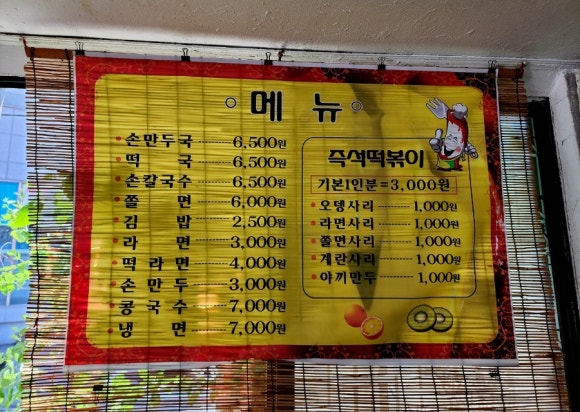 메 뉴
손만두국 6,500원
떡 국 6,500원
손칼국수 6,500원
쫄 면 6,000원
김 밥 2,500원
라 면 3,000원
떡라면 4,000원
손 만 두 3,000원
콩국수 7,000원
냉 면 7,000원
즉석떡볶이
기본1인분=3,000원
오뎅사리 1,000원
라면사리 1,000원
쫄면사리 1,000원
계란사리 1,000원
야끼만두 1,000원